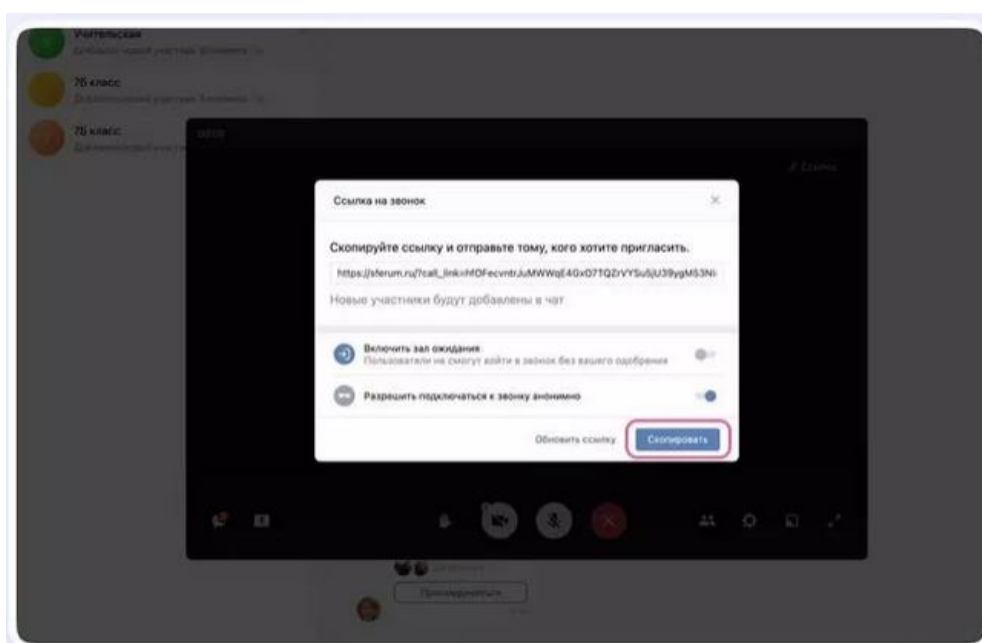 Учительская
7Б класс
7Б класс
Ссылка
Ссылка на звонок
Скопируйте ссылку и отправьте тому, кого хотите пригласить.
Новые участники будут добавлены в чат
Включить зал ожидания
Пользователи не смогут войти в звонок без вашего одобрения
Разрешить подключаться к звонку анонимно
Обновить ссылку
Скопировать
Присоединиться